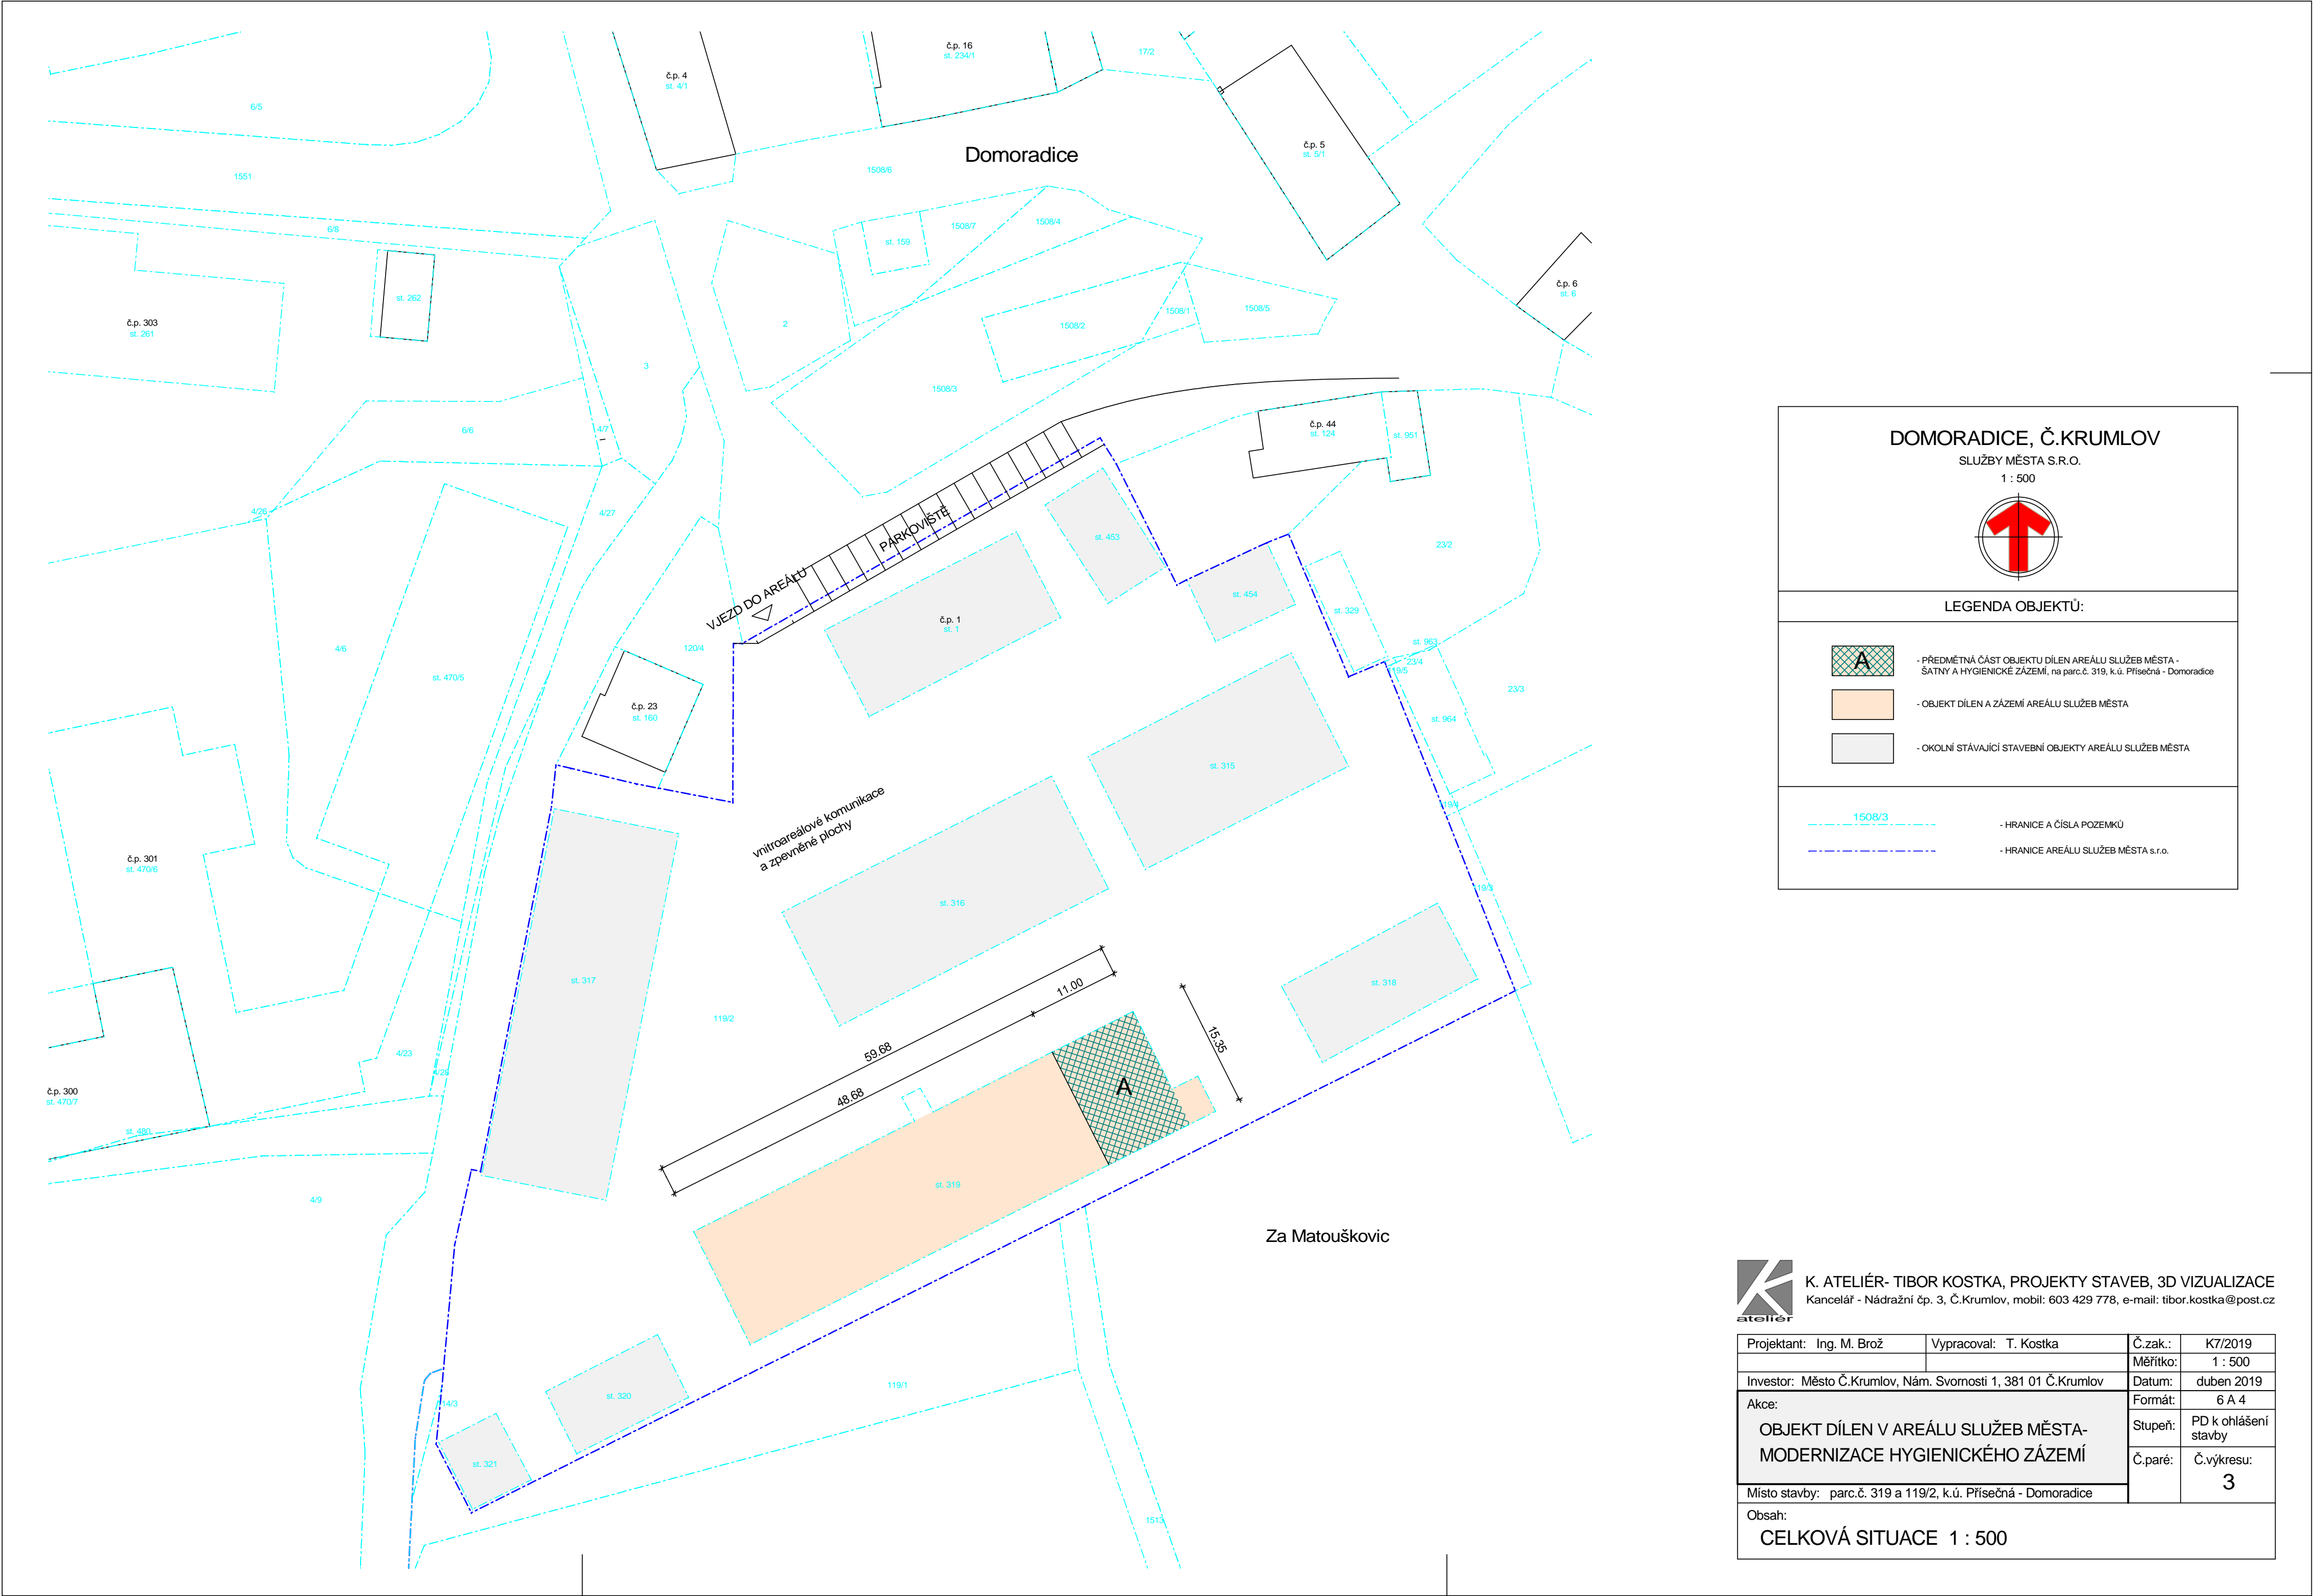 č.p. 4
st. 4/1
č.p. 16
st. 234/1
17/2
6/5
č.p. 5
st. 5/1
Domoradice
1508/6
1551
6/8
st. 159
1508/7
1508/4
č.p. 6
st. 6
st. 262
č.p. 303
st. 261
2
1508/2
1508/1
1508/5
3
1508/3
6/6
4/7
č.p. 44
st. 124
st. 951
4/26
4/27
PARKOVIŠTĚ
st. 453
23/2
VJEZD DO AREÁLU
st. 454
st. 329
č.p. 1
st. 1
4/6
120/4
st. 963
23/4
st. 470/5
č.p. 23
st. 160
23/3
st. 964
st. 315
vnitroareálové komunikace
a zpevněné plochy
č.p. 301
st. 470/6
st. 316
st. 317
st. 318
11.00
119/2
59.68
15.35
4/23
A
č.p. 300
st. 470/7
48.68
st. 480
st. 319
4/9
Za Matouškovic
119/1
st. 320
st. 321
1513
DOMORADICE, Č.KRUMLOV
SLUŽBY MĚSTA S.R.O.
1 : 500
LEGENDA OBJEKTŮ:
A
- PŘEDMĚTNÁ ČÁST OBJEKTU DÍLEN AREÁLU SLUŽEB MĚSTA -
ŠATNY A HYGIENICKÉ ZÁZEMÍ, na parc.č. 319, k.ú. Přísečná - Domoradice
- OBJEKT DÍLEN A ZÁZEMÍ AREÁLU SLUŽEB MĚSTA
- OKOLNÍ STÁVAJÍCÍ STAVEBNÍ OBJEKTY AREÁLU SLUŽEB MĚSTA
1508/3
- HRANICE A ČÍSLA POZEMKŮ
- HRANICE AREÁLU SLUŽEB MĚSTA s.r.o.
ateliér
K. ATELIÉR- TIBOR KOSTKA, PROJEKTY STAVEB, 3D VIZUALIZACE
Kancelář - Nádražní čp. 3, Č.Krumlov, mobil: 603 429 778, e-mail: tibor.kostka@post.cz
Projektant: Ing. M. Brož
Vypracoval: T. Kostka
Č.zak.: K7/2019
Měřítko: 1 : 500
Investor: Město Č.Krumlov, Nám. Svornosti 1, 381 01 Č.Krumlov
Datum: duben 2019
Akce:
OBJEKT DÍLEN V AREÁLU SLUŽEB MĚSTA-
MODERNIZACE HYGIENICKÉHO ZÁZEMÍ
Formát: 6 A 4
Stupeň: PD k ohlášení
stavby
Č.paré:
Č.výkresu:
3
Místo stavby: parc.č. 319 a 119/2, k.ú. Přísečná - Domoradice
Obsah:
CELKOVÁ SITUACE 1 : 500